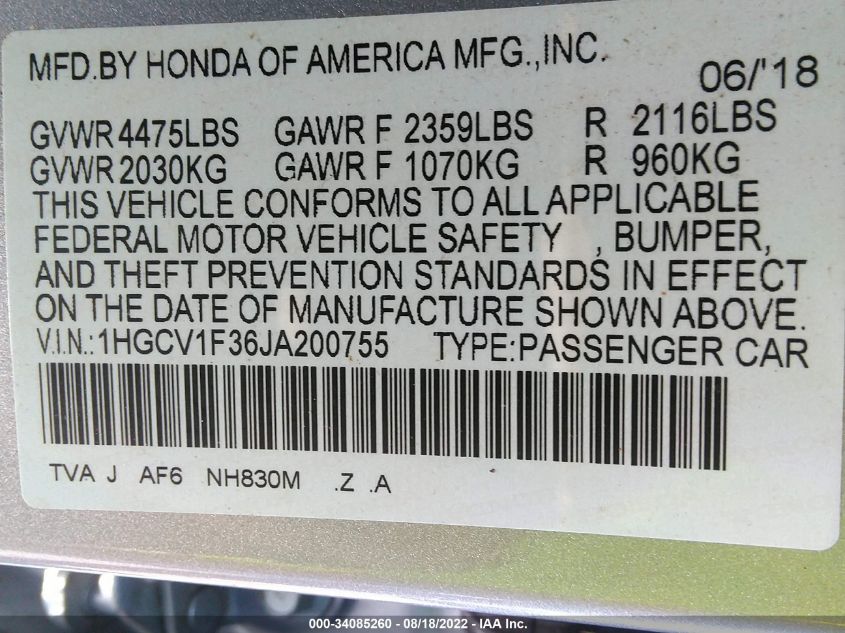 MFD.BY HONDA OF AMERICA MFG.,INC. 06/'18
GVWR 4475LBS GAWR F 2359LBS R 2116LBS
GVWR 2030KG GAWR F 1070KG R 960KG
THIS VEHICLE CONFORMS TO ALL APPLICABLE
FEDERAL MOTOR VEHICLE SAFETY , BUMPER,
AND THEFT PREVENTION STANDARDS IN EFFECT
ON THE DATE OF MANUFACTURE SHOWN ABOVE.
V.I.N.:1HGCV1F36JA200755 TYPE:PASSENGER CAR
TVA J AF6 NH830M .Z .A
000-34085260 - 08/18/2022 - IAA Inc.